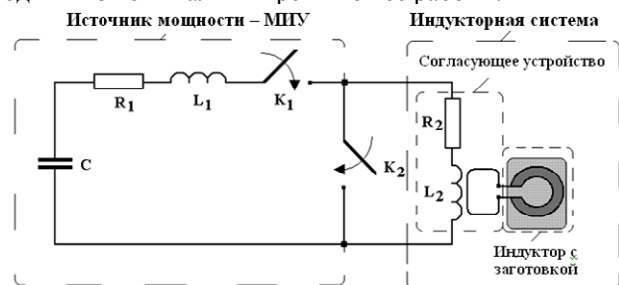 Источник мощности – МИУ
Индукторная система
Согласующее устройство
R1
L1
K1
R2
C
K2
L2
Индуктор с
заготовкой